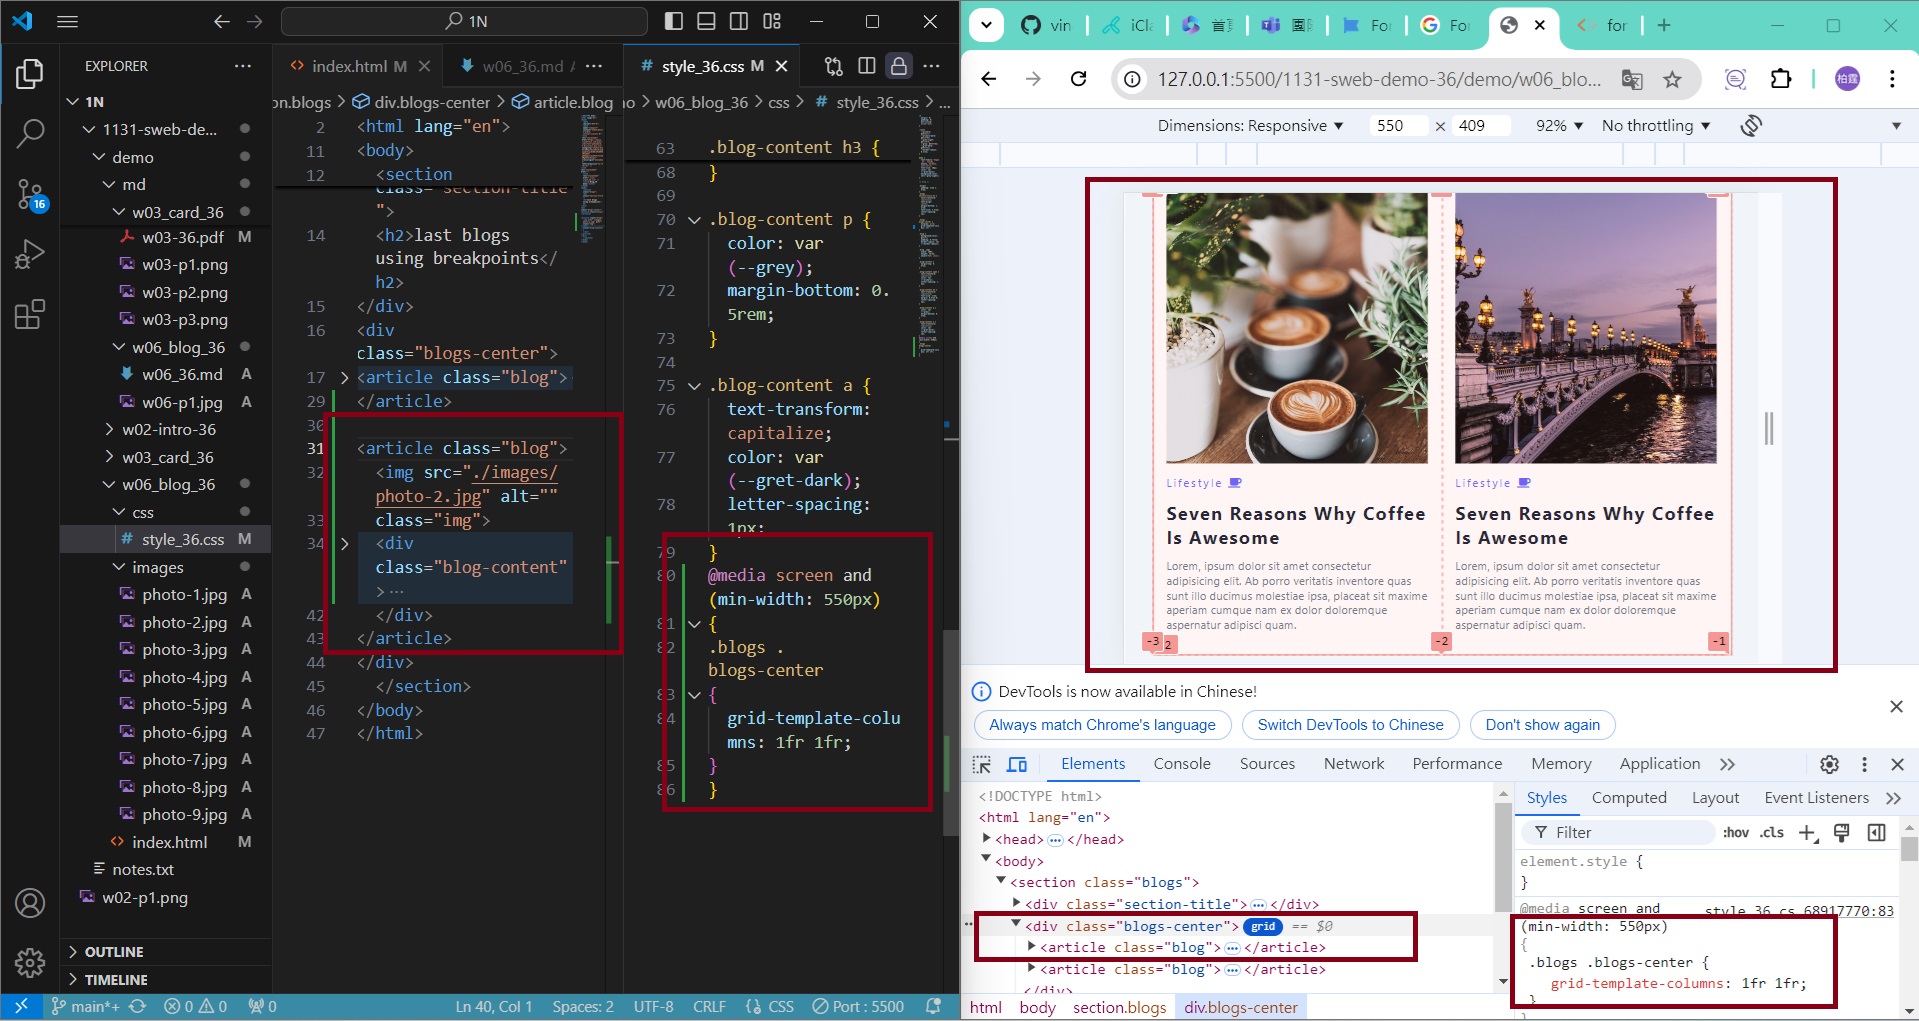 1N
EXPLORER
1N
1131-sweb-de...
demo
md
w03_card_36
w03-36.pdf M
w03-p1.png
w03-p2.png
w03-p3.png
w06_blog_36
w06_36.md A
w06-p1.jpg A
w02-intro-36
w03_card_36
w06_blog_36
css
# style_36.css M
images
photo-1.jpg A
photo-2.jpg A
photo-3.jpg A
photo-4.jpg A
photo-5.jpg A
photo-6.jpg A
photo-7.jpg A
photo-8.jpg A
photo-9.jpg A
index.html M
notes.txt
w02-p1.png
OUTLINE
TIMELINE
16
index.html M
w06_36.md
on.blogs > div.blogs-center > article.blog
2 <html lang="en">
11 <body>
12 <section
class="section-title
">
14 <h2>last blogs
using breakpoints</
h2>
15 </div>
16 <div
class="blogs-center">
17 <article class="blog">
29 </article>
30
31 <article class="blog">
32 <img src="./images/
photo-2.jpg" alt=""
33 class="img">
34 <div
class="blog-content"
> ...
42 </div>
43 </article>
44 </div>
45 </section>
46 </body>
47 </html>
# style_36.css M
no > w06_blog_36 > css > # style_36.css > ...
63 .blog-content h3 {
68 }
69
70 .blog-content p {
71 color: var
(--grey);
72 margin-bottom: 0.
5rem;
73 }
74
75 .blog-content a {
76 text-transform:
capitalize;
77 color: var
(--gret-dark);
78 letter-spacing:
1px;
79 }
80 @media screen and
(min-width: 550px)
81 {
82 .blogs .
blogs-center
83 {
84 grid-template-colu
mns: 1fr 1fr;
85 }
86 }
main*+ 0 0 0 Ln 40, Col 1 Spaces: 2 UTF-8 CRLF {} CSS Port : 5500
vin
iCl
首
團
For
For
for
127.0.0.1:5500/1131-sweb-demo-36/demo/w06_blo...
柏霆
Dimensions: Responsive 550 × 409 92% No throttling
Lifestyle
Seven Reasons Why Coffee
Is Awesome
Lorem, ipsum dolor sit amet consectetur
adipisicing elit. Ab porro veritatis inventore quas
sunt illo ducimus molestiae ipsa, placeat sit maxime
aperiam cumque nam ex dolor doloremque
aspernatur adipisci quam.
Lifestyle
Seven Reasons Why Coffee
Is Awesome
Lorem, ipsum dolor sit amet consectetur
adipisicing elit. Ab porro veritatis inventore quas
sunt illo ducimus molestiae ipsa, placeat sit maxime
aperiam cumque nam ex dolor doloremque
aspernatur adipisci quam.
-3 2 -2 -1
DevTools is now available in Chinese!
Always match Chrome's language
Switch DevTools to Chinese
Don't show again
Elements Console Sources Network Performance Memory Application
<!DOCTYPE html>
<html lang="en">
<head>…</head>
<body>
<section class="blogs">
<div class="section-title">…</div>
<div class="blogs-center"> grid == $0
<article class="blog">…</article>
<article class="blog">…</article>
</div>
html body section.blogs div.blogs-center
Styles Computed Layout Event Listeners
Filter :hov .cls
element.style {
}
@media screen and style_36.cs…68917770:83
(min-width: 550px)
{
.blogs .blogs-center {
grid-template-columns: 1fr 1fr;
}
}